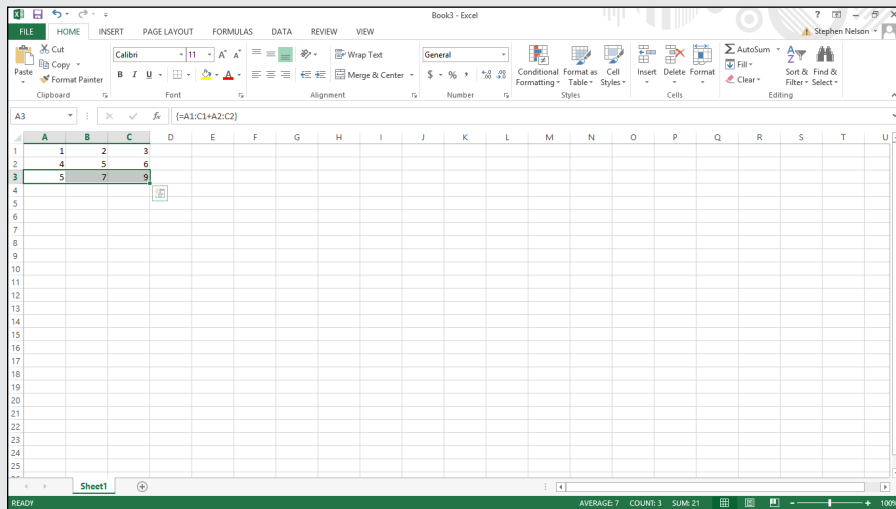 Book3 - Excel
?
FILE HOME INSERT PAGE LAYOUT FORMULAS DATA REVIEW VIEW
Stephen Nelson
Paste
Cut
Copy
Format Painter
Clipboard
Calibri 11 A A
B I U A
Font
Wrap Text
Merge & Center
Alignment
General
$ % , .0 .00 .00 .0
Number
Conditional Formatting
Format as Table
Cell Styles
Styles
Insert Delete Format
Cells
AutoSum
Fill
Clear
Sort & Filter
Find & Select
Editing
A3 fx {=A1:C1+A2:C2}
A B C D E F G H I J K L M N O P Q R S T U
1 1 2 3
2 4 5 6
3 5 7 9
4
5
6
7
8
9
10
11
12
13
14
15
16
17
18
19
20
21
22
23
24
25
Sheet1
READY AVERAGE: 7 COUNT: 3 SUM: 21 100%